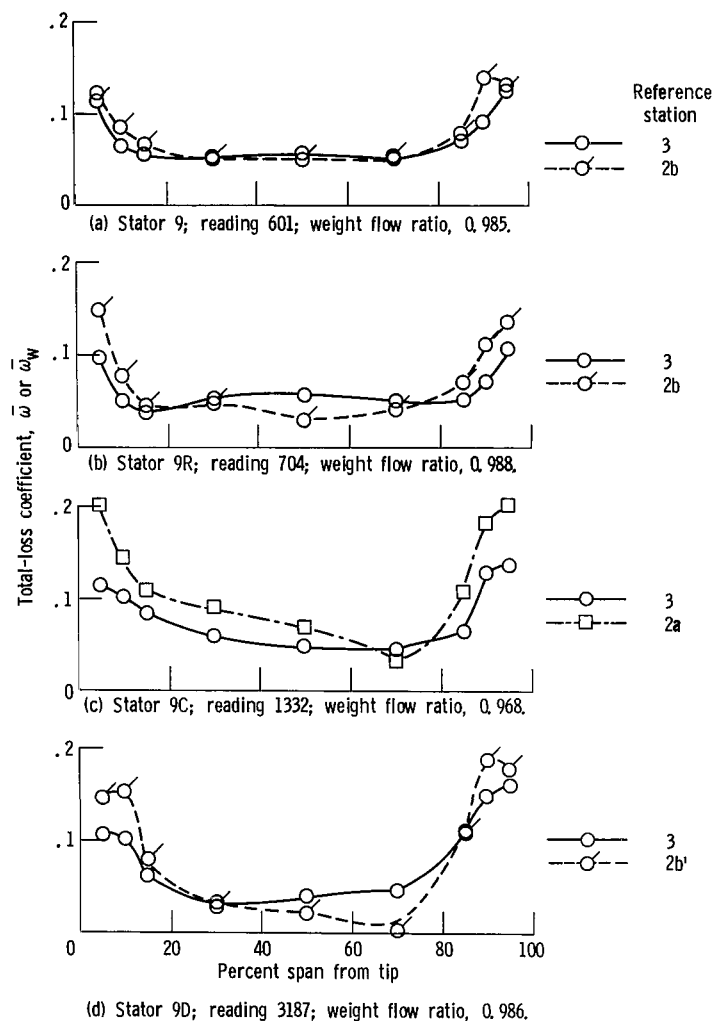 .2
.1
0
Reference
station
3
2b
(a) Stator 9; reading 601; weight flow ratio, 0.985.
.2
.1
0
3
2b
(b) Stator 9R; reading 704; weight flow ratio, 0.988.
Total-loss coefficient, ω̄ or ω̄w
.2
.1
0
3
2a
(c) Stator 9C; reading 1332; weight flow ratio, 0.968.
.2
.1
3
2b'
0 20 40 60 80 100
Percent span from tip
(d) Stator 9D; reading 3187; weight flow ratio, 0.986.